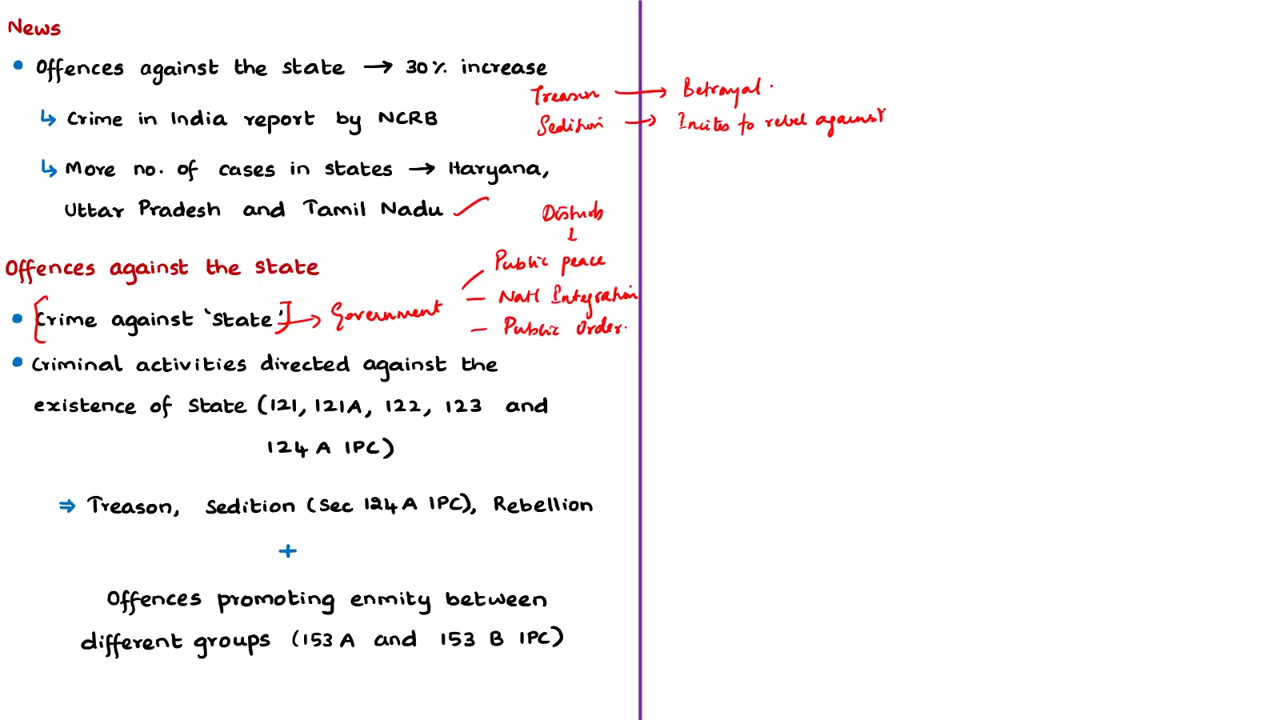 News
• Offences against the state → 30% increase
Treason → Betrayal.
↳ Crime in India report by NCRB
Sedition → Incites to rebel against
↳ More no. of cases in states → Haryana,
Uttar Pradesh and Tamil Nadu ✓
Disturb
↓
Public peace
Offences against the state
– Natl Integration
• [Crime against 'State'] → Government
– Public Order.
• Criminal activities directed against the
existence of State (121, 121A, 122, 123 and
124 A IPC)
⇒ Treason, Sedition (Sec 124 A IPC), Rebellion
+
Offences promoting enmity between
different groups (153 A and 153 B IPC)